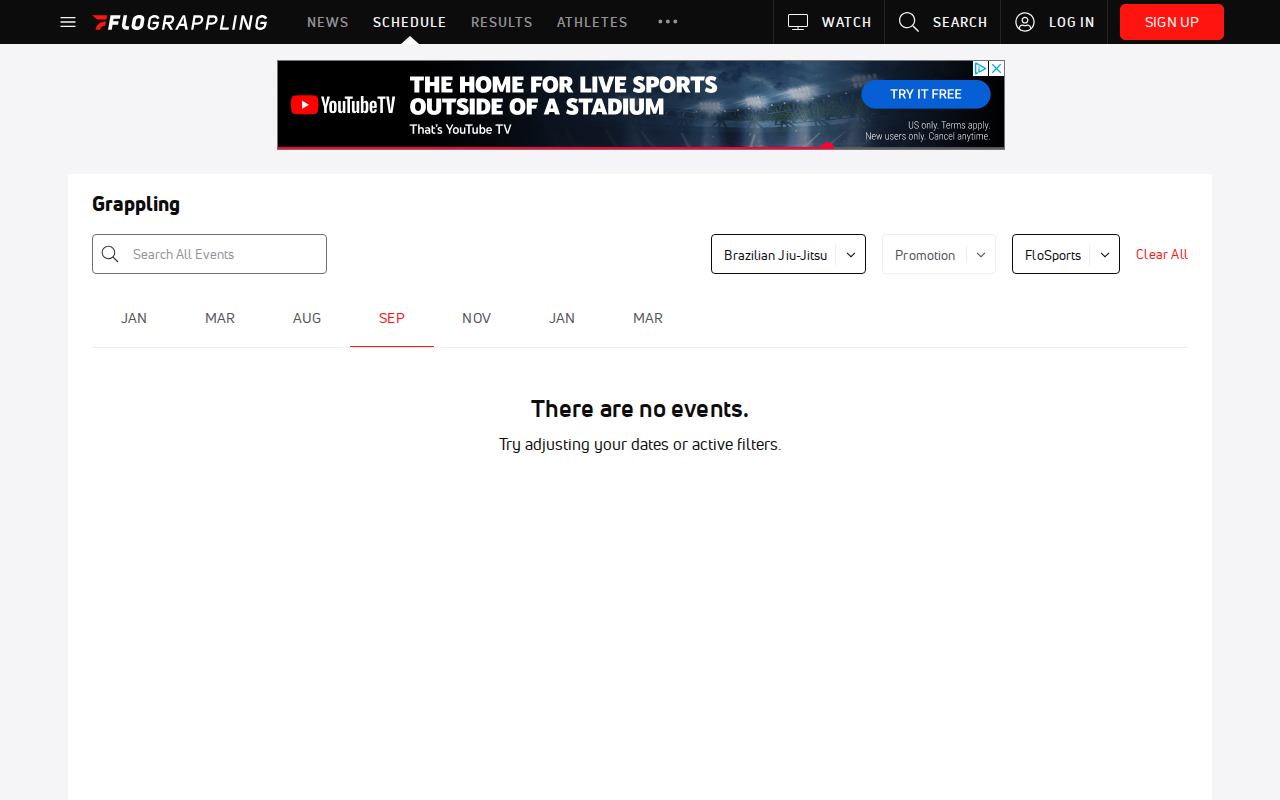 FLOGRAPPLING NEWS SCHEDULE RESULTS ATHLETES WATCH SEARCH LOG IN SIGN UP
YouTubeTV
THE HOME FOR LIVE SPORTS
OUTSIDE OF A STADIUM
That's YouTube TV
TRY IT FREE
US only. Terms apply.
New users only. Cancel anytime.
Grappling
Search All Events
Brazilian Jiu-Jitsu Promotion FloSports Clear All
JAN MAR AUG SEP NOV JAN MAR
There are no events.
Try adjusting your dates or active filters.